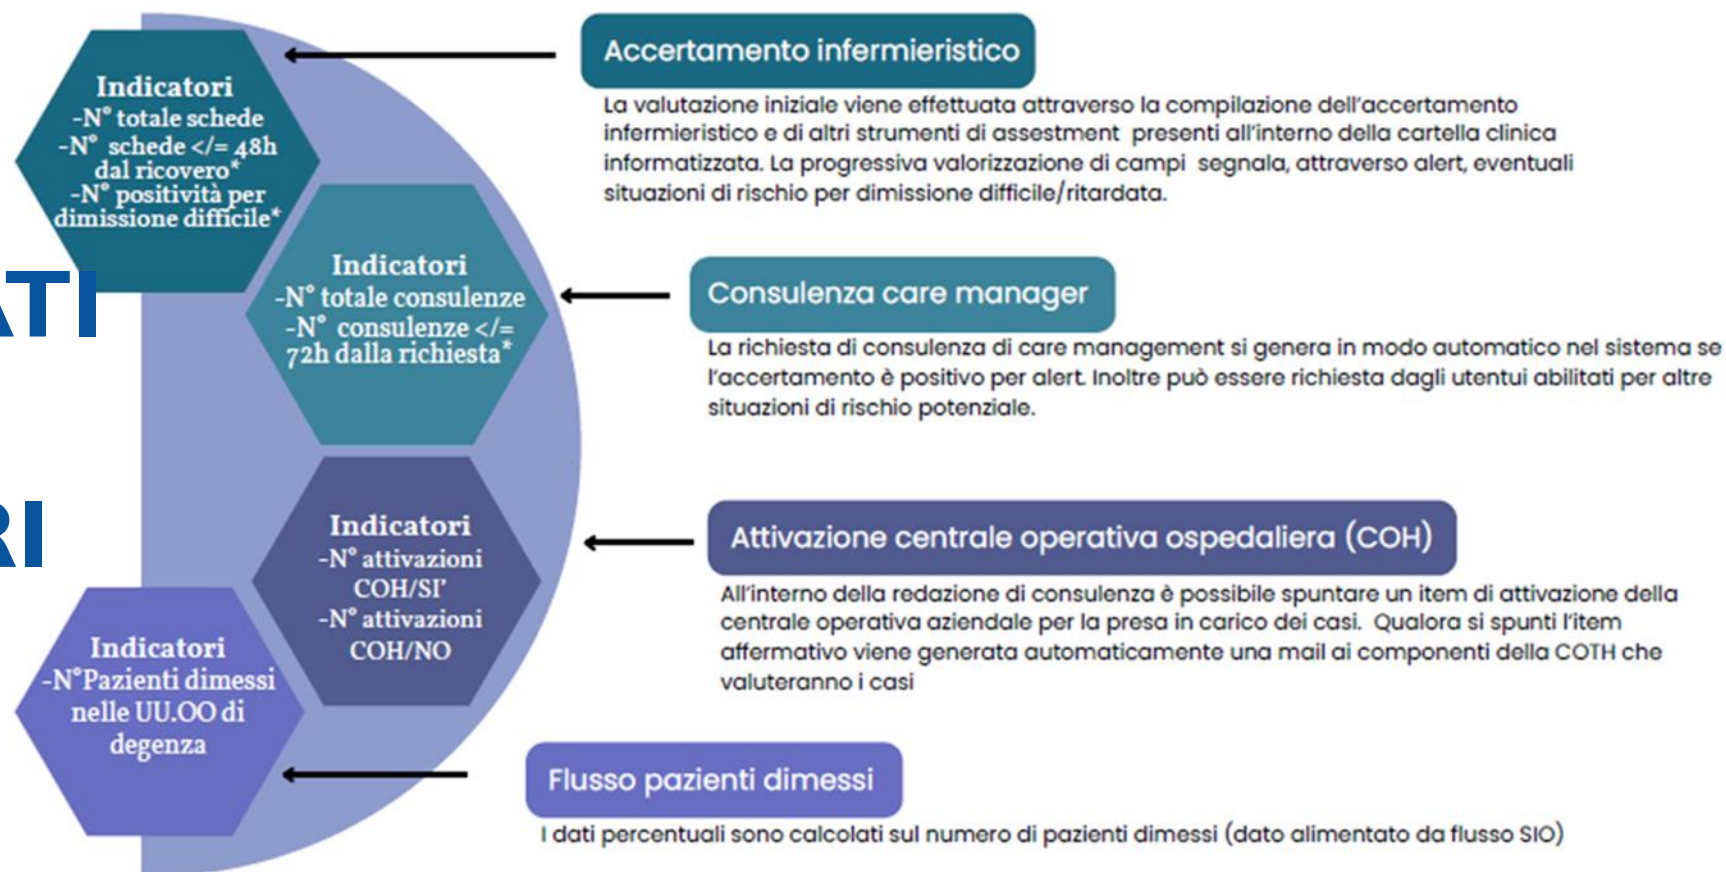 Indicatori
-N° totale schede
-N° schede </= 48h
dal ricovero*
-N° positività per
dimissione difficile*
Accertamento infermieristico
La valutazione iniziale viene effettuata attraverso la compilazione dell'accertamento
infermieristico e di altri strumenti di assestment presenti all'interno della cartella clinica
informatizzata. La progressiva valorizzazione di campi segnala, attraverso alert, eventuali
situazioni di rischio per dimissione difficile/ritardata.
ATI
Indicatori
-N° totale consulenze
-N° consulenze </=
72h dalla richiesta*
Consulenza care manager
La richiesta di consulenza di care management si genera in modo automatico nel sistema se
l'accertamento è positivo per alert. Inoltre può essere richiesta dagli utentui abilitati per altre
situazioni di rischio potenziale.
RI
Indicatori
-N° attivazioni
COH/SI'
-N° attivazioni
COH/NO
Attivazione centrale operativa ospedaliera (COH)
All'interno della redazione di consulenza è possibile spuntare un item di attivazione della
centrale operativa aziendale per la presa in carico dei casi. Qualora si spunti l'item
affermativo viene generata automaticamente una mail ai componenti della COTH che
valuteranno i casi
Indicatori
-N°Pazienti dimessi
nelle UU.OO di
degenza
Flusso pazienti dimessi
I dati percentuali sono calcolati sul numero di pazienti dimessi (dato alimentato da flusso SIO)